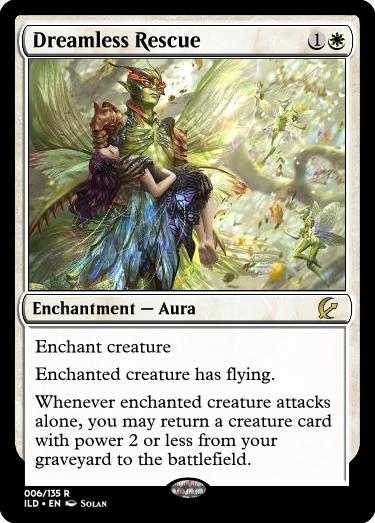 Dreamless Rescue 1
Enchantment — Aura
Enchant creature
Enchanted creature has flying.
Whenever enchanted creature attacks
alone, you may return a creature card
with power 2 or less from your
graveyard to the battlefield.
006/135 R
ILD • EN SOLAN